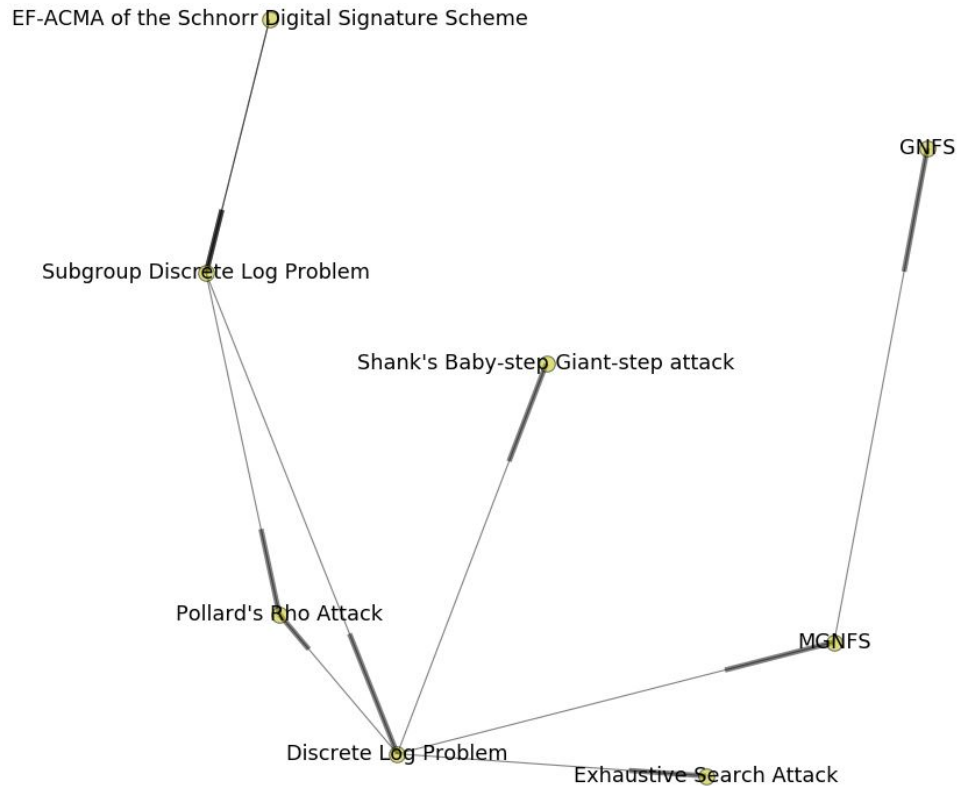 EF-ACMA of the Schnorr Digital Signature Scheme
GNFS
Subgroup Discrete Log Problem
Shank's Baby-step Giant-step attack
Pollard's Rho Attack
MGNFS
Discrete Log Problem
Exhaustive Search Attack